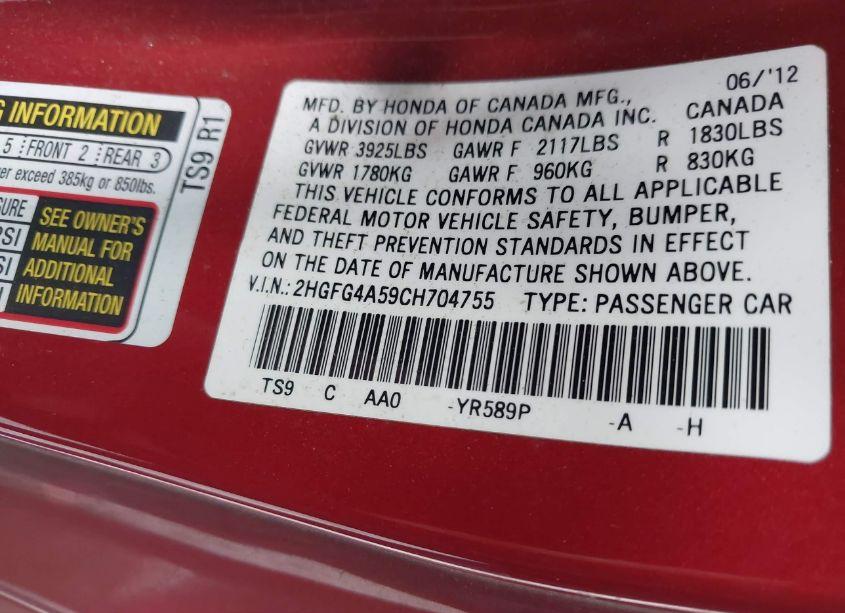 G INFORMATION
5 FRONT 2 REAR 3
er exceed 385kg or 850lbs.
SURE
PSI
SI
I
SEE OWNER'S
MANUAL FOR
ADDITIONAL
INFORMATION
TS9 R1
06/'12
MFD. BY HONDA OF CANADA MFG.,
A DIVISION OF HONDA CANADA INC. CANADA
GVWR 3925LBS GAWR F 2117LBS R 1830LBS
GVWR 1780KG GAWR F 960KG R 830KG
THIS VEHICLE CONFORMS TO ALL APPLICABLE
FEDERAL MOTOR VEHICLE SAFETY, BUMPER,
AND THEFT PREVENTION STANDARDS IN EFFECT
ON THE DATE OF MANUFACTURE SHOWN ABOVE.
V.I.N.: 2HGFG4A59CH704755 TYPE: PASSENGER CAR
TS9 C AA0 -YR589P -A -H